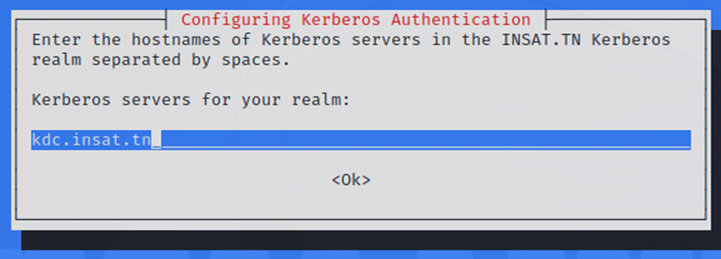 Configuring Kerberos Authentication
Enter the hostnames of Kerberos servers in the INSAT.TN Kerberos
realm separated by spaces.
Kerberos servers for your realm:
kdc.insat.tn
<Ok>